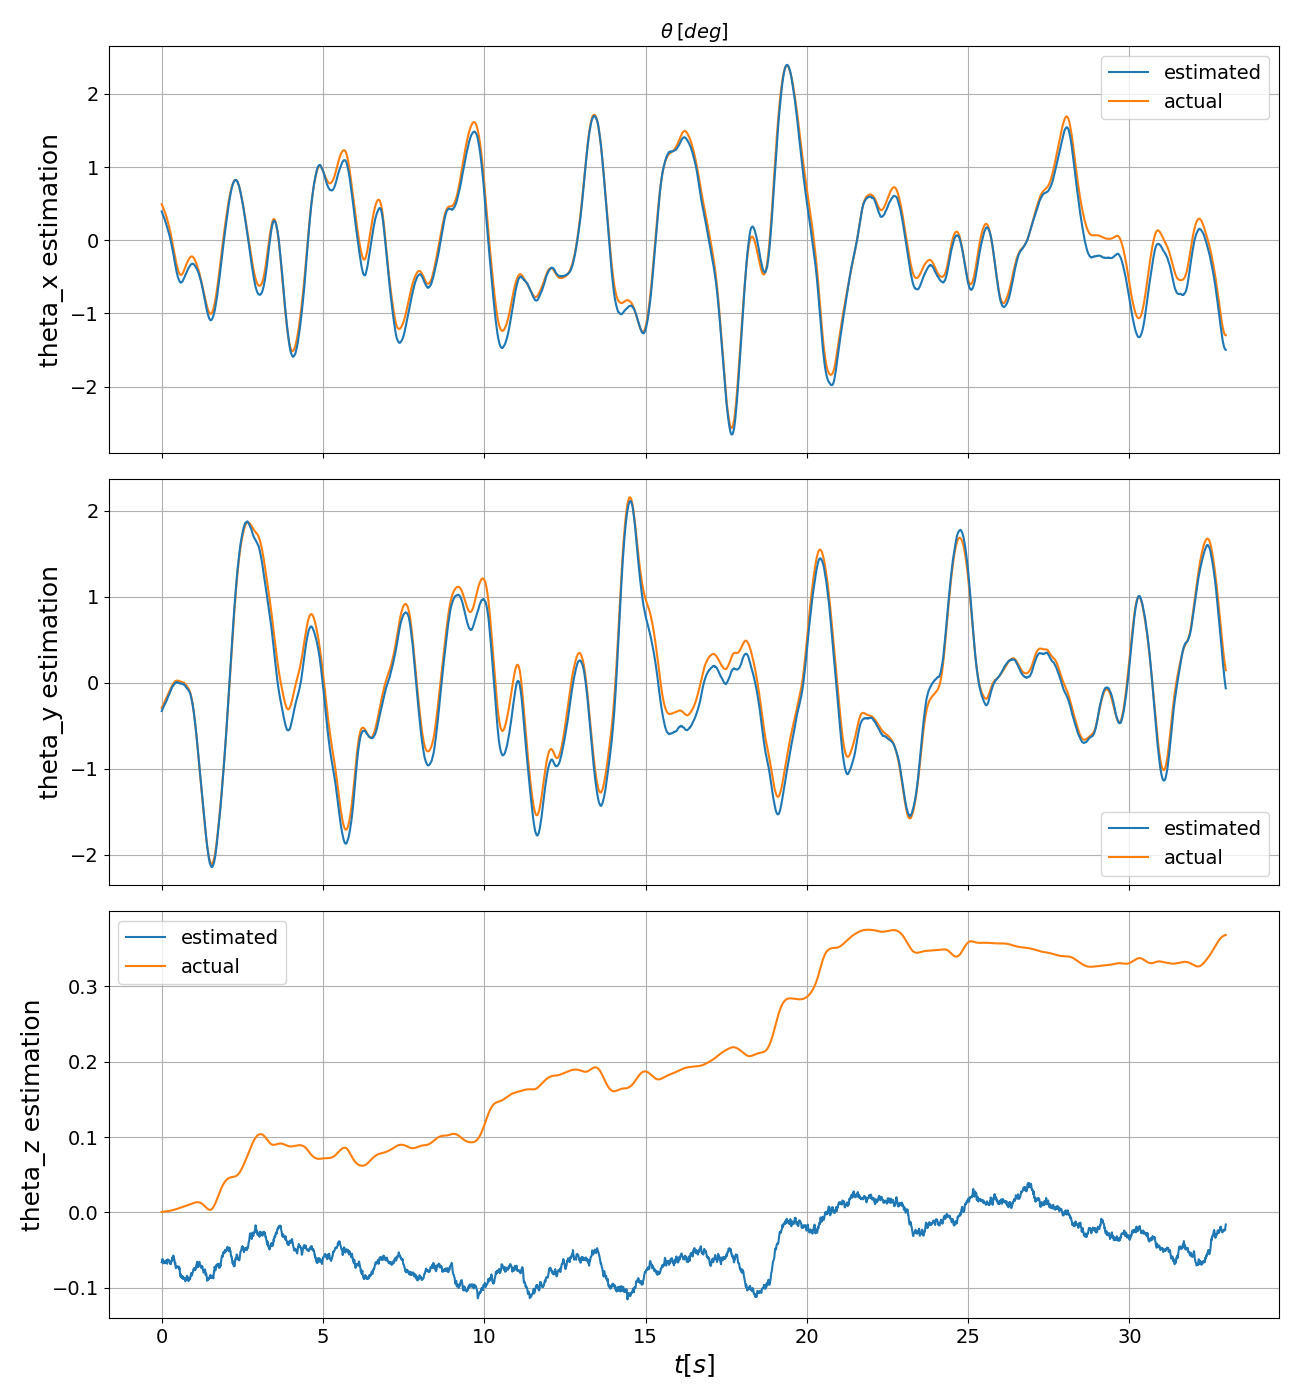 θ [deg]
theta_x estimation
2
1
0
−1
−2
estimated
actual
theta_y estimation
2
1
0
−1
−2
estimated
actual
theta_z estimation
0.3
0.2
0.1
0.0
−0.1
estimated
actual
0 5 10 15 20 25 30
t[s]